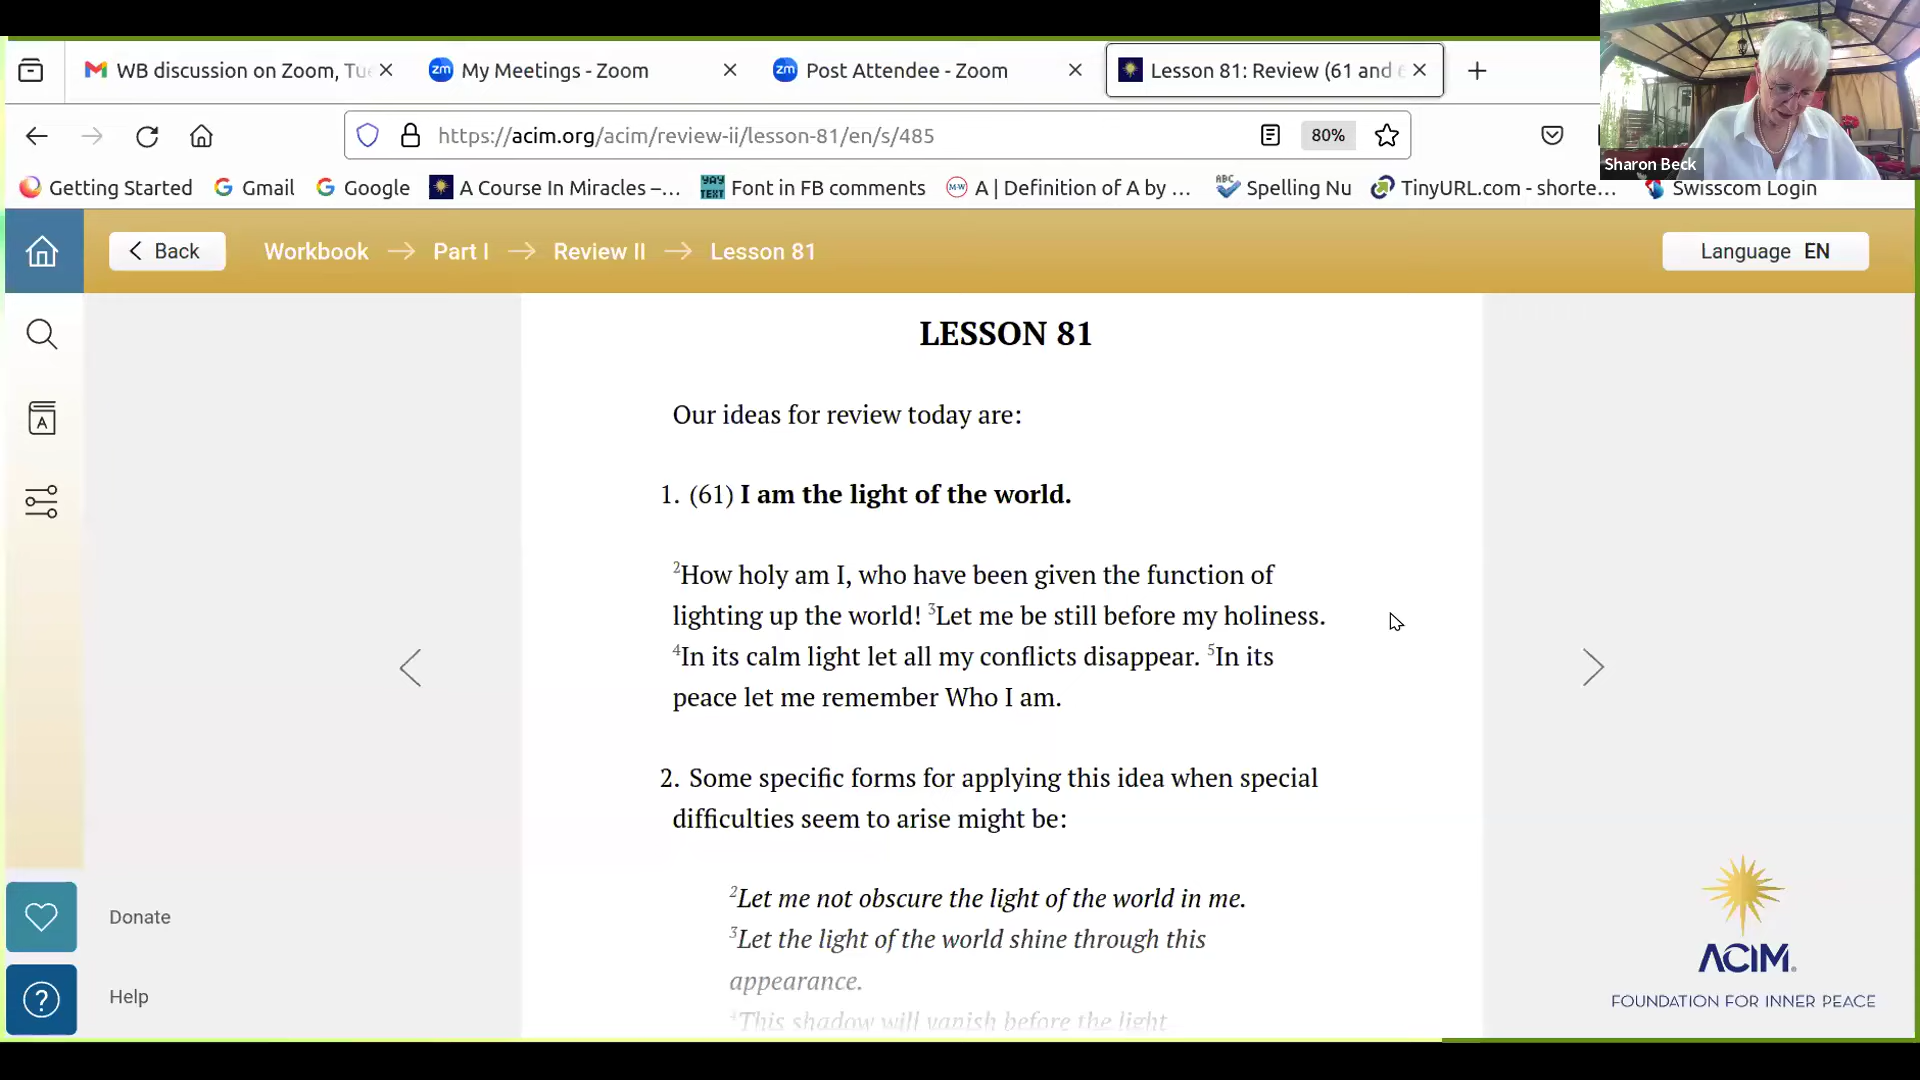 WB discussion on Zoom, Tue
My Meetings - Zoom
Post Attendee - Zoom
Lesson 81: Review (61 and 6
https://acim.org/acim/review-ii/lesson-81/en/s/485
80%
Sharon Beck
Getting Started
Gmail
Google
A Course In Miracles –...
YAY TEXT
Font in FB comments
M-W
A | Definition of A by ...
ABC
Spelling Nu
TinyURL.com - shorte...
Swisscom Login
Back
Workbook → Part I → Review II → Lesson 81
Language EN
LESSON 81
Our ideas for review today are:
1. (61) I am the light of the world.
2How holy am I, who have been given the function of
lighting up the world! 3Let me be still before my holiness.
4In its calm light let all my conflicts disappear. 5In its
peace let me remember Who I am.
2. Some specific forms for applying this idea when special
difficulties seem to arise might be:
2Let me not obscure the light of the world in me.
3Let the light of the world shine through this
appearance.
4This shadow will vanish before the light
Donate
Help
ACIM®
FOUNDATION FOR INNER PEACE